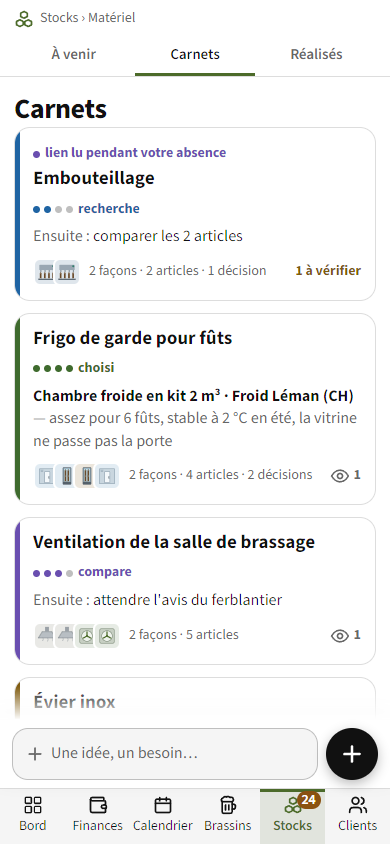 Stocks › Matériel
À venir
Carnets
Réalisés
Carnets
lien lu pendant votre absence
Embouteillage
recherche
Ensuite : comparer les 2 articles
2 façons · 2 articles · 1 décision
1 à vérifier
Frigo de garde pour fûts
choisi
Chambre froide en kit 2 m³ · Froid Léman (CH)
— assez pour 6 fûts, stable à 2 °C en été, la vitrine
ne passe pas la porte
2 façons · 4 articles · 2 décisions
1
Ventilation de la salle de brassage
compare
Ensuite : attendre l'avis du ferblantier
2 façons · 5 articles
1
Évier inox
Une idée, un besoin…
24
Bord
Finances
Calendrier
Brassins
Stocks
Clients